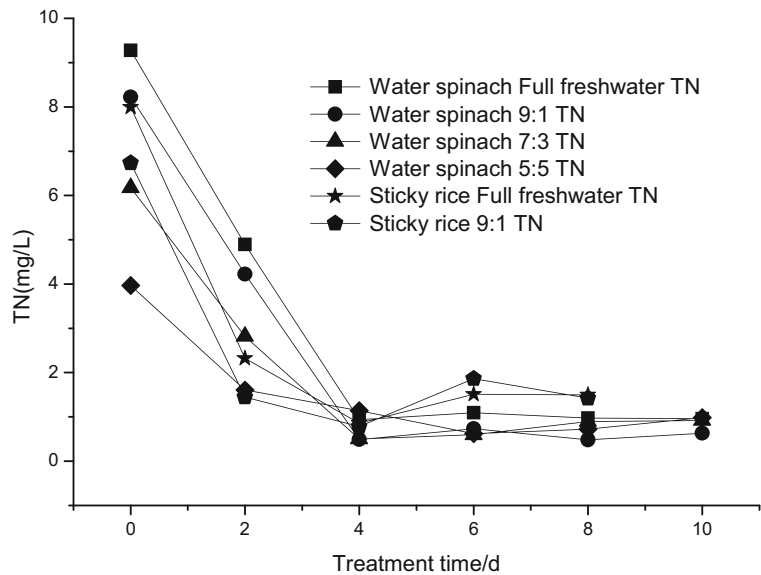 10
8
6
4
2
0
TN(mg/L)
Water spinach Full freshwater TN
Water spinach 9:1 TN
Water spinach 7:3 TN
Water spinach 5:5 TN
Sticky rice Full freshwater TN
Sticky rice 9:1 TN
0 2 4 6 8 10
Treatment time/d